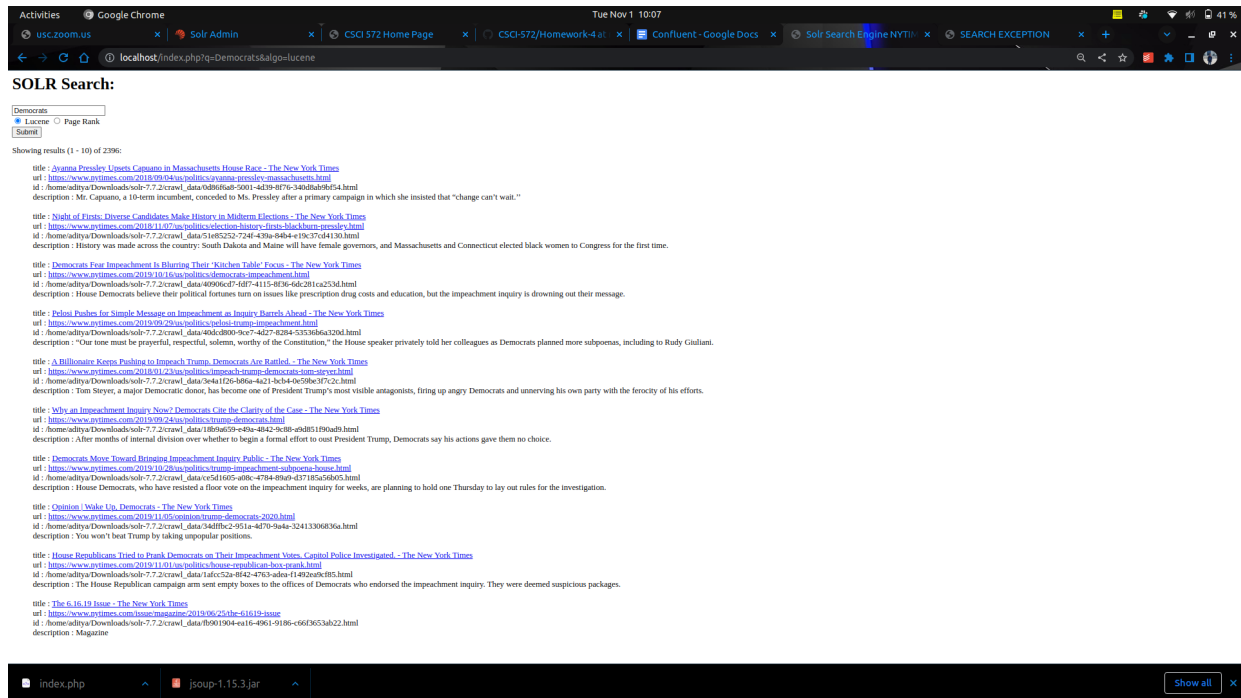 Activities Google Chrome Tue Nov 1 10:07 41 %
usc.zoom.us Solr Admin CSCI 572 Home Page CSCI-572/Homework-4 at Confluent - Google Docs Solr Search Engine NYTIM SEARCH EXCEPTION
localhost/index.php?q=Democrats&algo=lucene
SOLR Search:
Democrats
Lucene Page Rank
Submit
Showing results (1 - 10) of 2396:
title : Ayanna Pressley Upsets Capuano in Massachusetts House Race - The New York Times
url : https://www.nytimes.com/2018/09/04/us/politics/ayanna-pressley-massachusetts.html
id : /home/aditya/Downloads/solr-7.7.2/crawl_data/0d86f6a8-5001-4d39-8f76-340d8ab9bf54.html
description : Mr. Capuano, a 10-term incumbent, conceded to Ms. Pressley after a primary campaign in which she insisted that “change can’t wait.’’
title : Night of Firsts: Diverse Candidates Make History in Midterm Elections - The New York Times
url : https://www.nytimes.com/2018/11/07/us/politics/election-history-firsts-blackburn-pressley.html
id : /home/aditya/Downloads/solr-7.7.2/crawl_data/51e85252-724f-439a-84b4-e19c37cd4130.html
description : History was made across the country: South Dakota and Maine will have female governors, and Massachusetts and Connecticut elected black women to Congress for the first time.
title : Democrats Fear Impeachment Is Blurring Their ‘Kitchen Table’ Focus - The New York Times
url : https://www.nytimes.com/2019/10/16/us/politics/democrats-impeachment.html
id : /home/aditya/Downloads/solr-7.7.2/crawl_data/40906cd7-fdf7-4115-8f36-6dc281ca253d.html
description : House Democrats believe their political fortunes turn on issues like prescription drug costs and education, but the impeachment inquiry is drowning out their message.
title : Pelosi Pushes for Simple Message on Impeachment as Inquiry Barrels Ahead - The New York Times
url : https://www.nytimes.com/2019/09/29/us/politics/pelosi-trump-impeachment.html
id : /home/aditya/Downloads/solr-7.7.2/crawl_data/40dcd800-9ce7-4d27-8284-53536b6a320d.html
description : “Our tone must be prayerful, respectful, solemn, worthy of the Constitution,” the House speaker privately told her colleagues as Democrats planned more subpoenas, including to Rudy Giuliani.
title : A Billionaire Keeps Pushing to Impeach Trump. Democrats Are Rattled. - The New York Times
url : https://www.nytimes.com/2018/01/23/us/politics/impeach-trump-democrats-tom-steyer.html
id : /home/aditya/Downloads/solr-7.7.2/crawl_data/3e4a1f26-b86a-4a21-bcb4-0e59be3f7c2c.html
description : Tom Steyer, a major Democratic donor, has become one of President Trump’s most visible antagonists, firing up angry Democrats and unnerving his own party with the ferocity of his efforts.
title : Why an Impeachment Inquiry Now? Democrats Cite the Clarity of the Case - The New York Times
url : https://www.nytimes.com/2019/09/24/us/politics/trump-democrats.html
id : /home/aditya/Downloads/solr-7.7.2/crawl_data/18b9a659-e49a-4842-9c88-a9d851f90ad9.html
description : After months of internal division over whether to begin a formal effort to oust President Trump, Democrats say his actions gave them no choice.
title : Democrats Move Toward Bringing Impeachment Inquiry Public - The New York Times
url : https://www.nytimes.com/2019/10/28/us/politics/trump-impeachment-subpoena-house.html
id : /home/aditya/Downloads/solr-7.7.2/crawl_data/ce5d1605-a08c-4784-89a9-d37185a56b05.html
description : House Democrats, who have resisted a floor vote on the impeachment inquiry for weeks, are planning to hold one Thursday to lay out rules for the investigation.
title : Opinion | Wake Up, Democrats - The New York Times
url : https://www.nytimes.com/2019/11/05/opinion/trump-democrats-2020.html
id : /home/aditya/Downloads/solr-7.7.2/crawl_data/34dffbc2-951a-4d70-9a4a-32413306836a.html
description : You won’t beat Trump by taking unpopular positions.
title : House Republicans Tried to Prank Democrats on Their Impeachment Votes. Capitol Police Investigated. - The New York Times
url : https://www.nytimes.com/2019/11/01/us/politics/house-republican-box-prank.html
id : /home/aditya/Downloads/solr-7.7.2/crawl_data/1afcc52a-8f42-4763-adea-f1492ea9cf85.html
description : The House Republican campaign arm sent empty boxes to the offices of Democrats who endorsed the impeachment inquiry. They were deemed suspicious packages.
title : The 6.16.19 Issue - The New York Times
url : https://www.nytimes.com/issue/magazine/2019/06/25/the-61619-issue
id : /home/aditya/Downloads/solr-7.7.2/crawl_data/fb901904-ea16-4961-9186-c66f3653ab22.html
description : Magazine
index.php jsoup-1.15.3.jar Show all